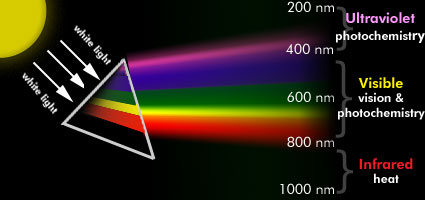 white light
white light
200 nm
Ultraviolet
photochemistry
400 nm
Visible
600 nm
vision &
photochemistry
800 nm
Infrared
heat
1000 nm